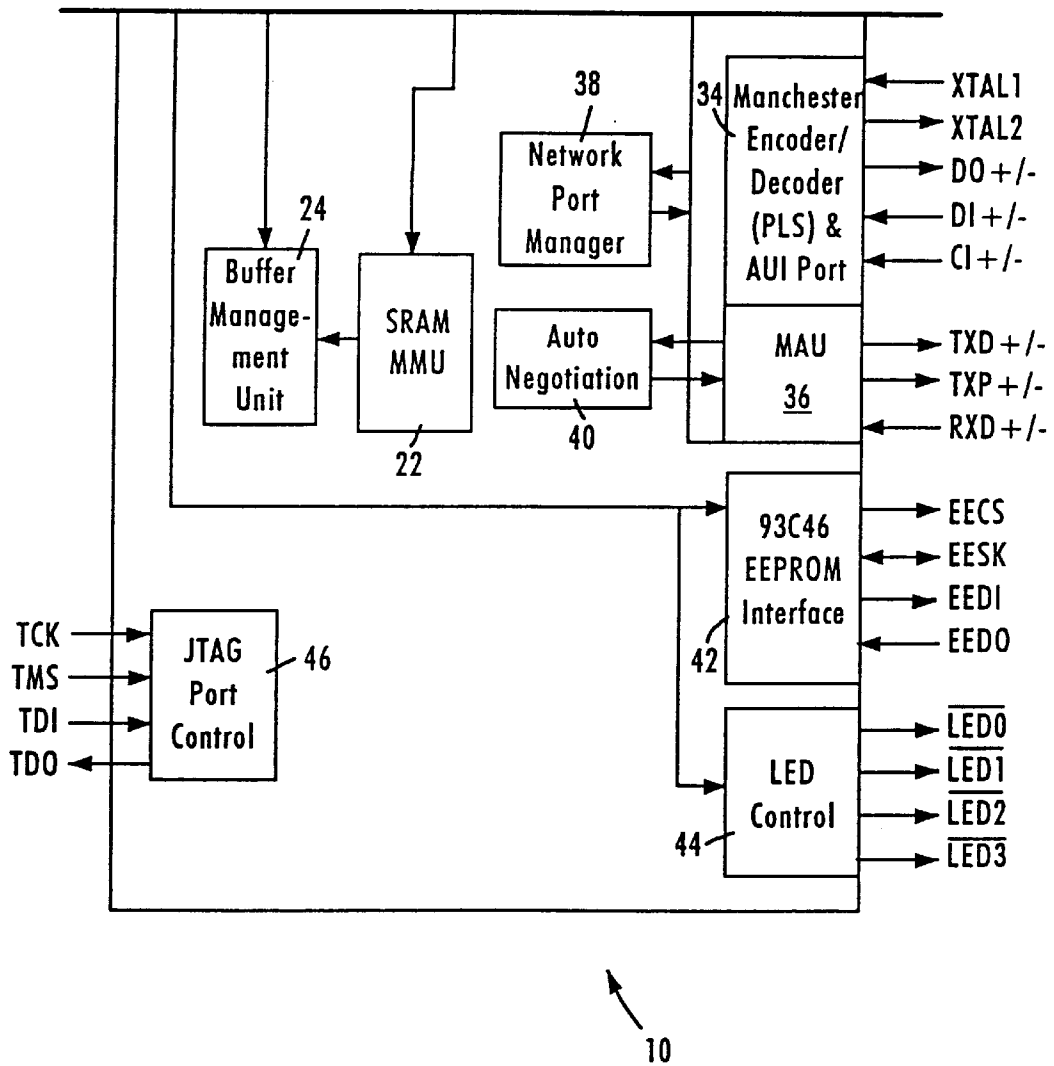 38
Network
Port
Manager
34
Manchester
Encoder/
Decoder
(PLS) &
AUI Port
XTAL1
XTAL2
DO +/-
DI +/-
CI +/-
24
Buffer
Manage-
ment
Unit
SRAM
MMU
22
Auto
Negotiation
40
MAU
36
TXD +/-
TXP +/-
RXD +/-
93C46
EEPROM
Interface
42
EECS
EESK
EEDI
EEDO
TCK
TMS
TDI
TDO
JTAG
Port
Control
46
LED
Control
44
LED0
LED1
LED2
LED3
10